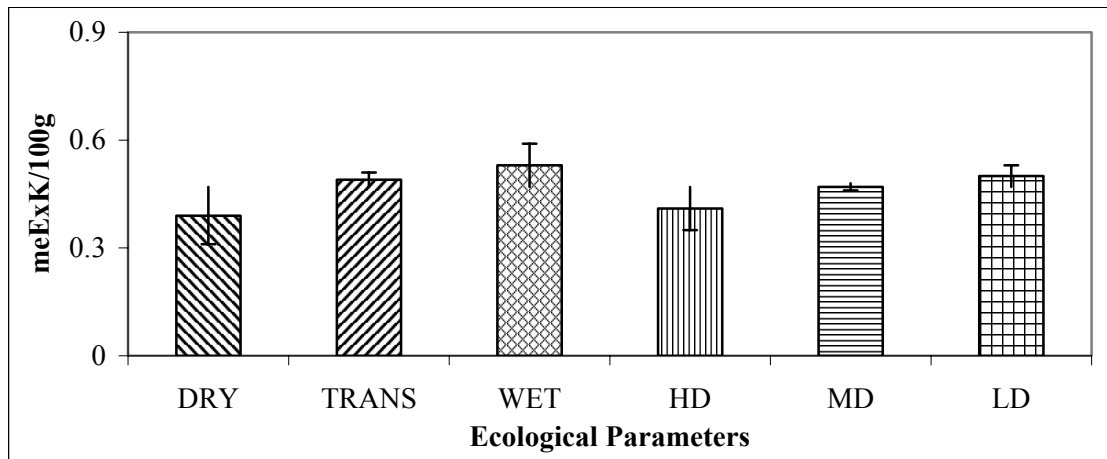 0.9
0.6
0.3
0
meExK/100g
DRY TRANS WET HD MD LD
Ecological Parameters